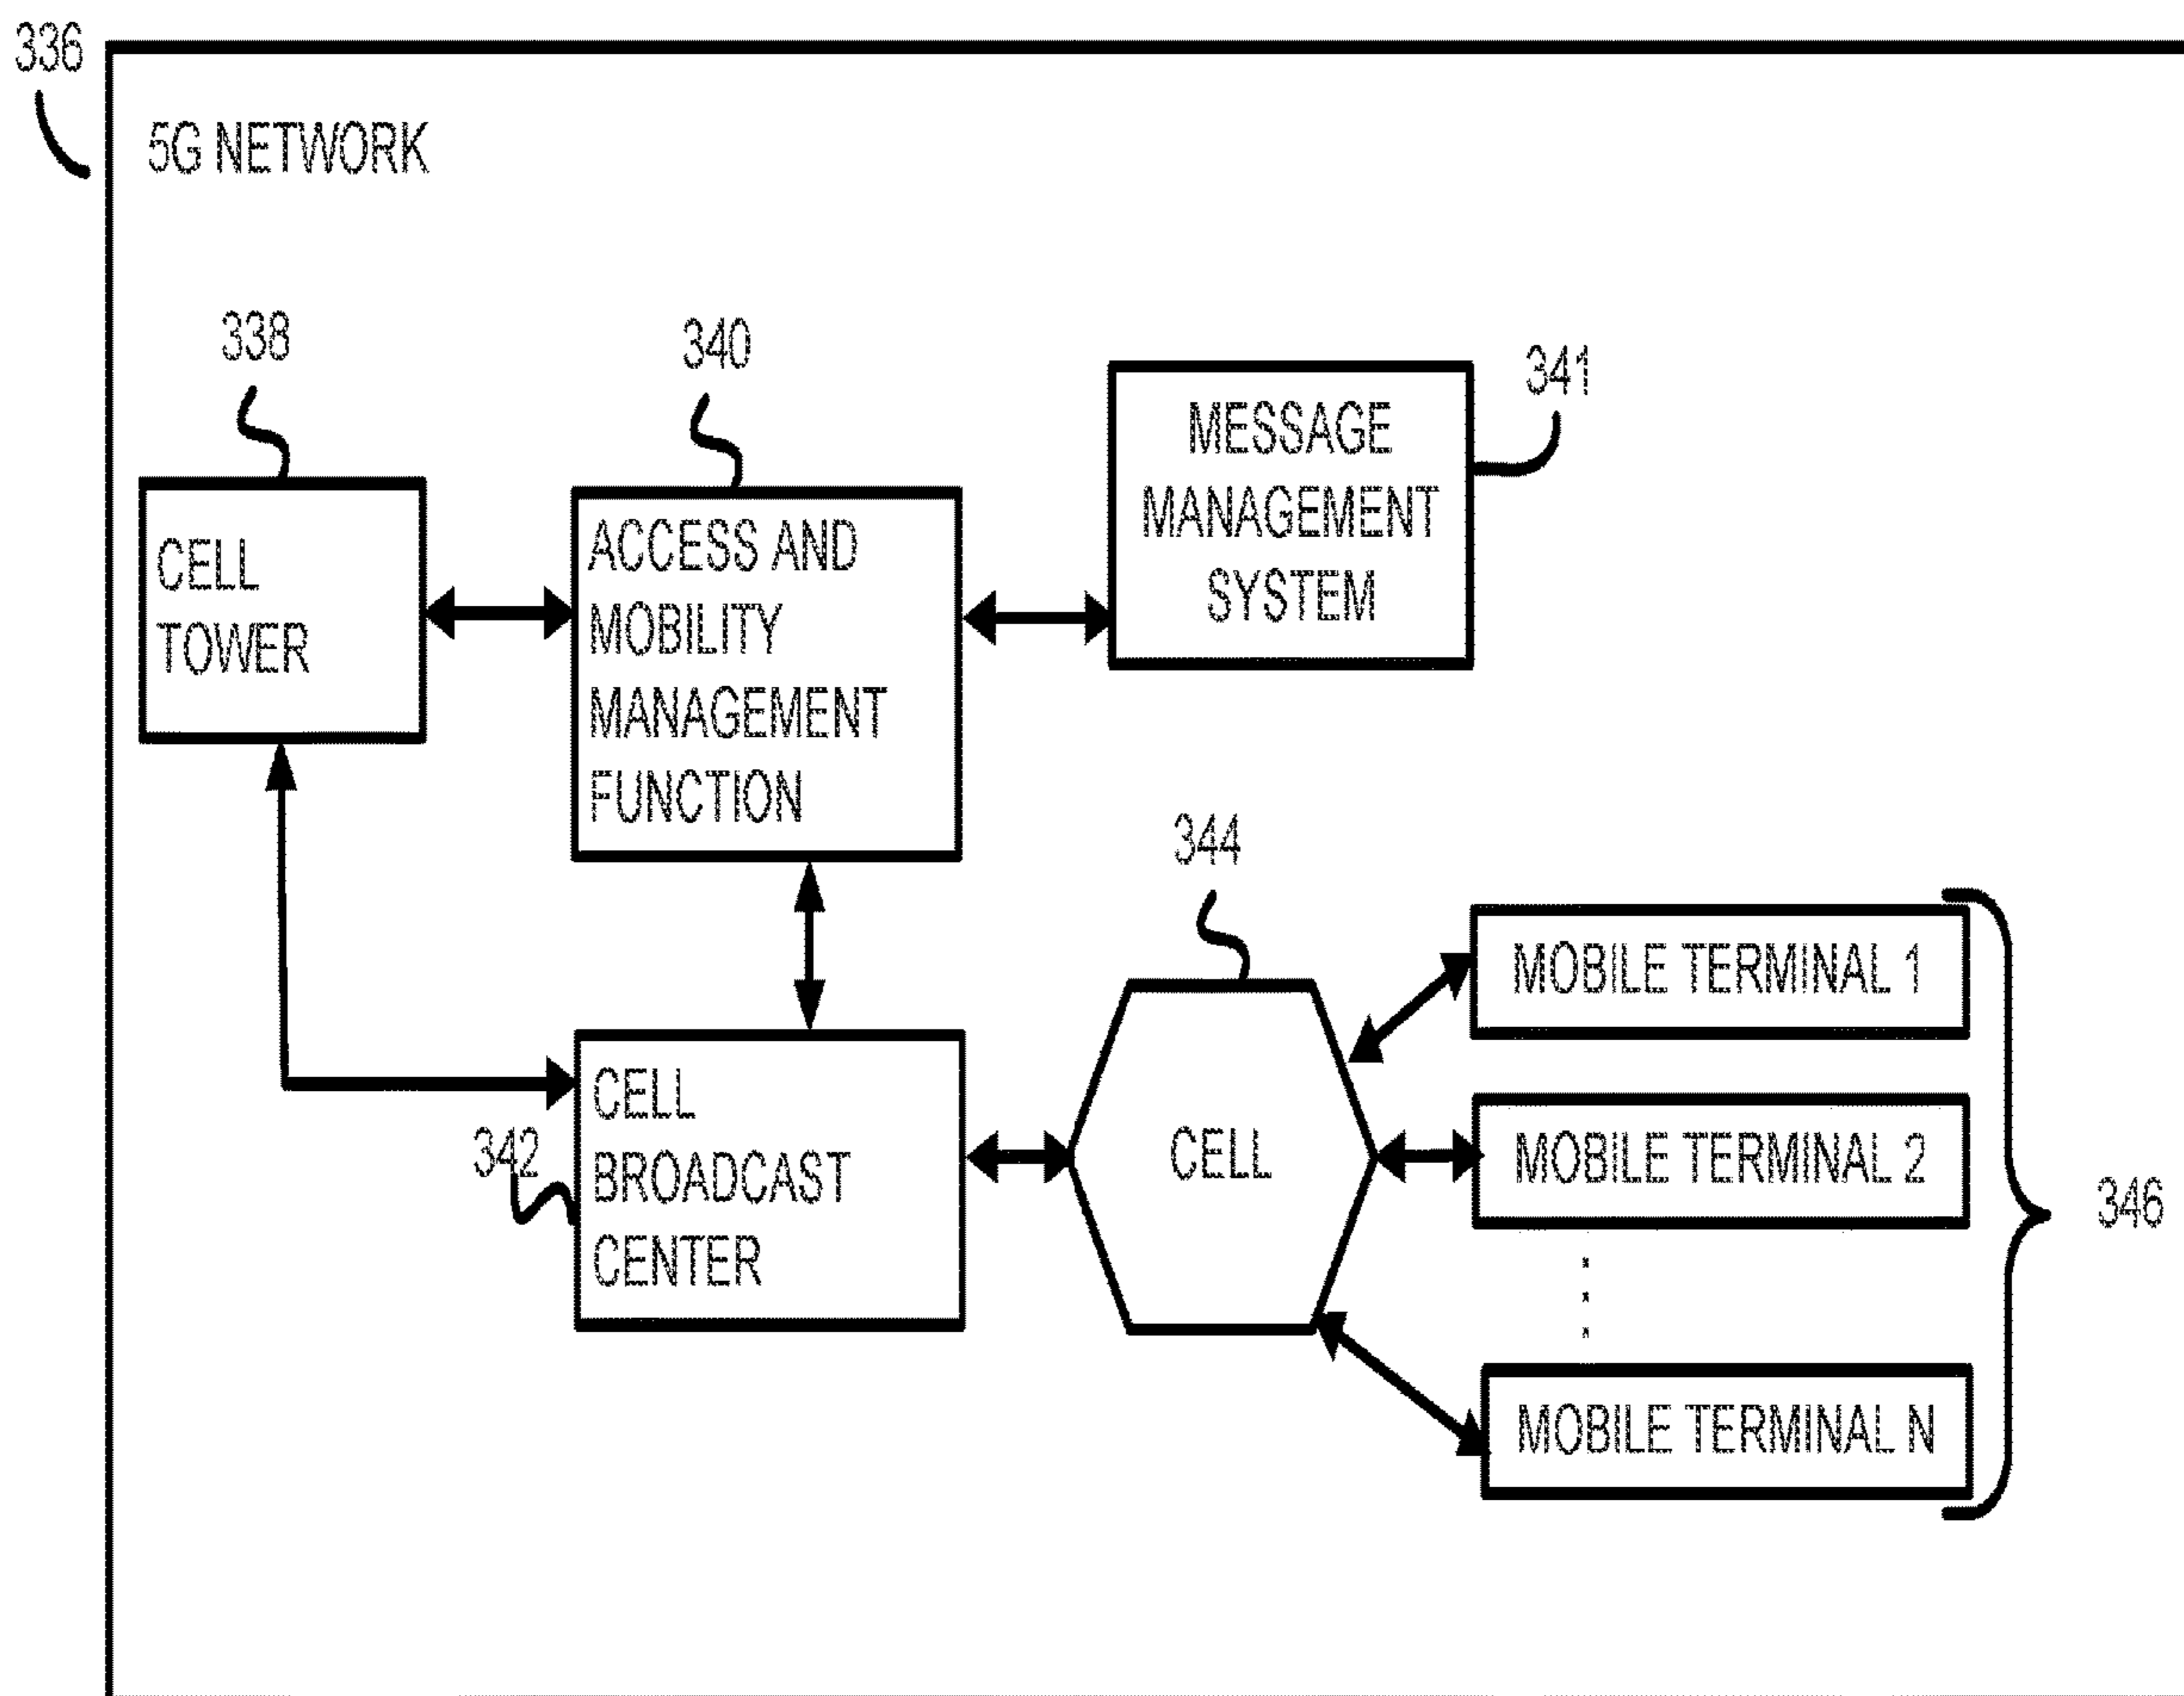 336
5G NETWORK
338
340
341
CELL
TOWER
ACCESS AND
MOBILITY
MANAGEMENT
FUNCTION
MESSAGE
MANAGEMENT
SYSTEM
344
342
CELL
BROADCAST
CENTER
CELL
MOBILE TERMINAL 1
MOBILE TERMINAL 2
MOBILE TERMINAL N
346